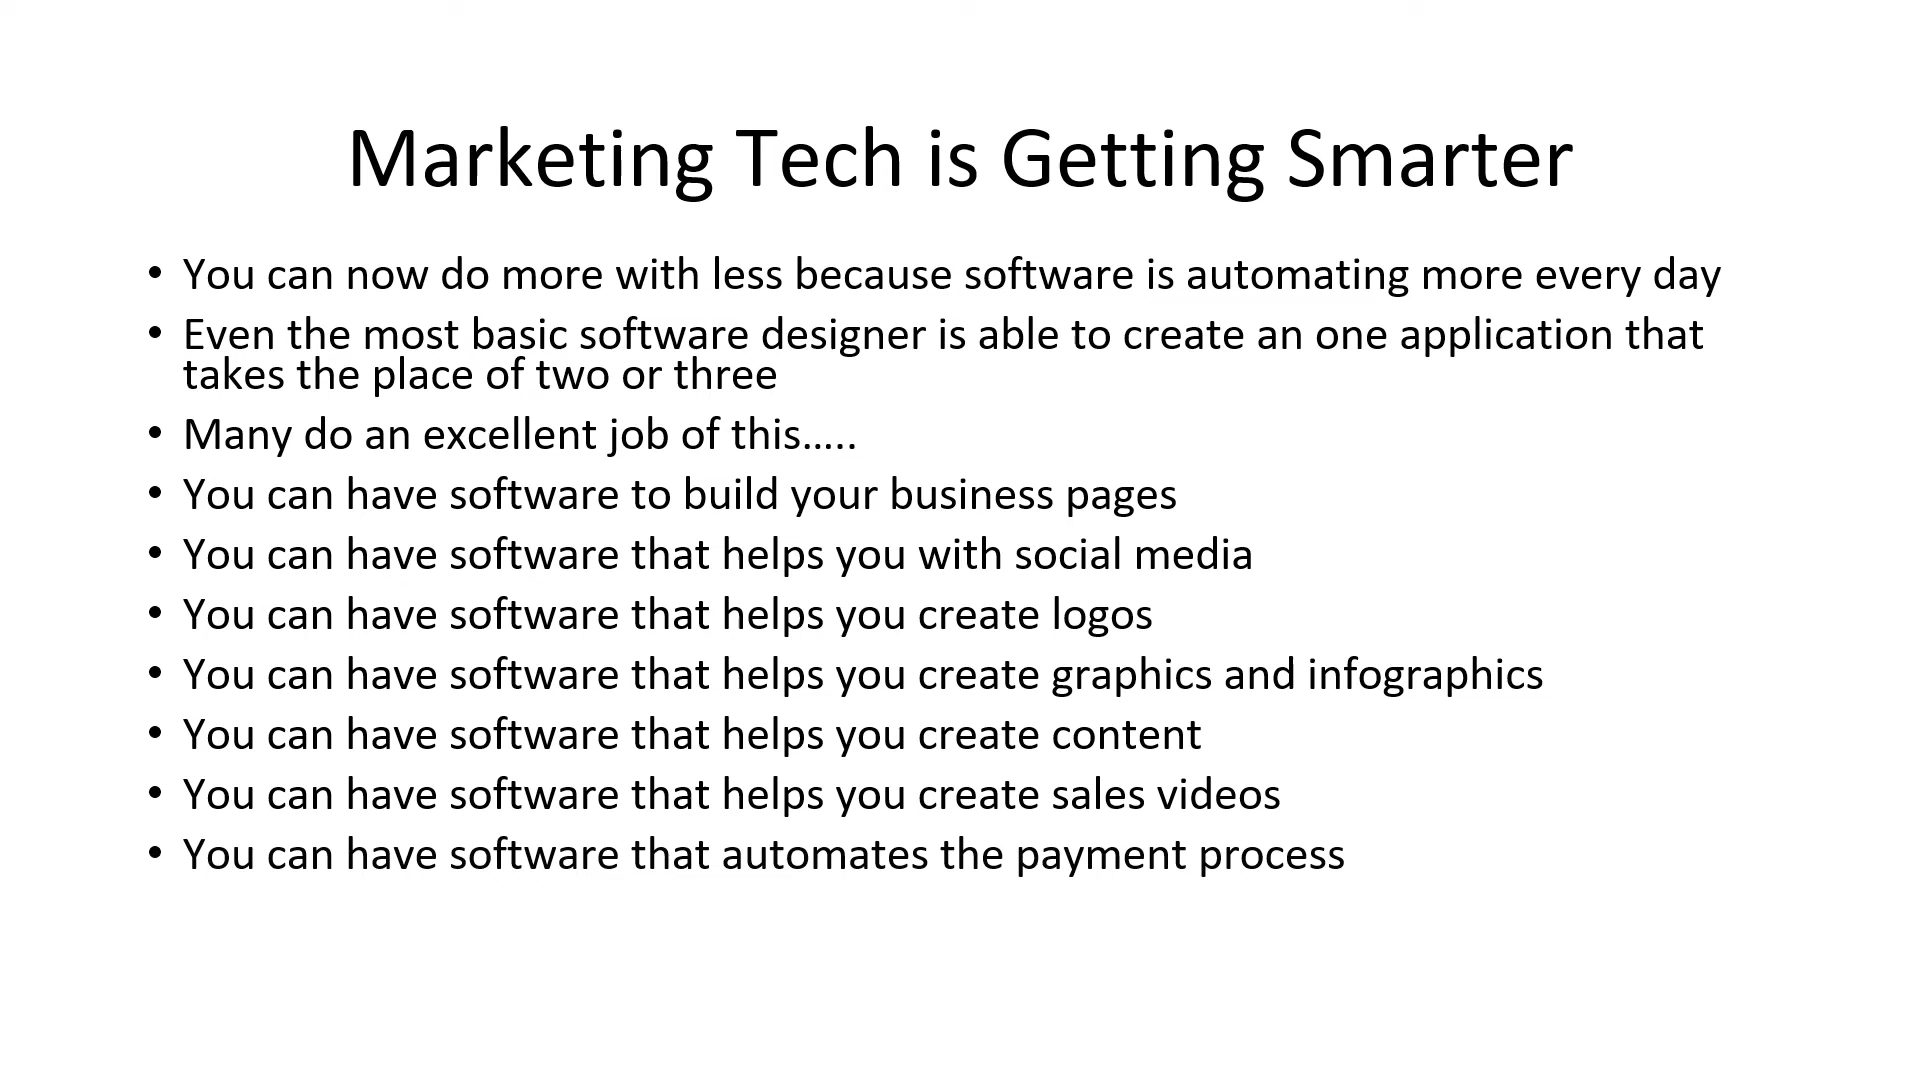 Marketing Tech is Getting Smarter
• You can now do more with less because software is automating more every day
• Even the most basic software designer is able to create an one application that
takes the place of two or three
• Many do an excellent job of this…..
• You can have software to build your business pages
• You can have software that helps you with social media
• You can have software that helps you create logos
• You can have software that helps you create graphics and infographics
• You can have software that helps you create content
• You can have software that helps you create sales videos
• You can have software that automates the payment process